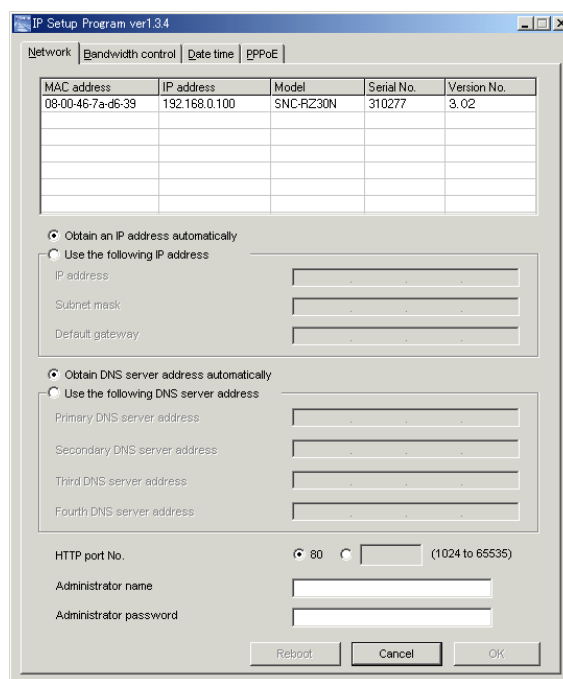 IP Setup Program ver1.3.4
Network Bandwidth control Date time PPPoE
MAC address IP address Model Serial No. Version No.
08-00-46-7a-d6-39 192.168.0.100 SNC-RZ30N 310277 3.02
Obtain an IP address automatically
Use the following IP address
IP address
Subnet mask
Default gateway
Obtain DNS server address automatically
Use the following DNS server address
Primary DNS server address
Secondary DNS server address
Third DNS server address
Fourth DNS server address
HTTP port No. 80 (1024 to 65535)
Administrator name
Administrator password
Reboot Cancel OK